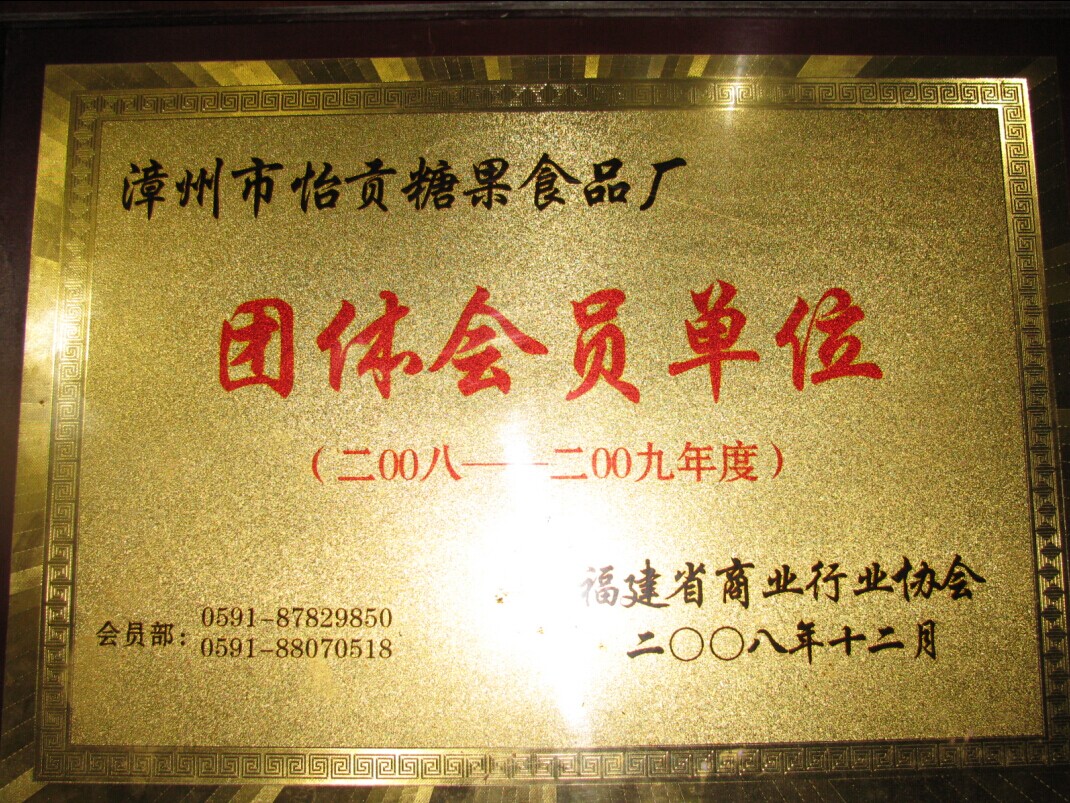 漳州市怡贡糖果食品厂
团体会员单位
（二00八——二00九年度）
福建省商业行业协会
二〇〇八年十二月
会员部：0591-87829850
0591-88070518